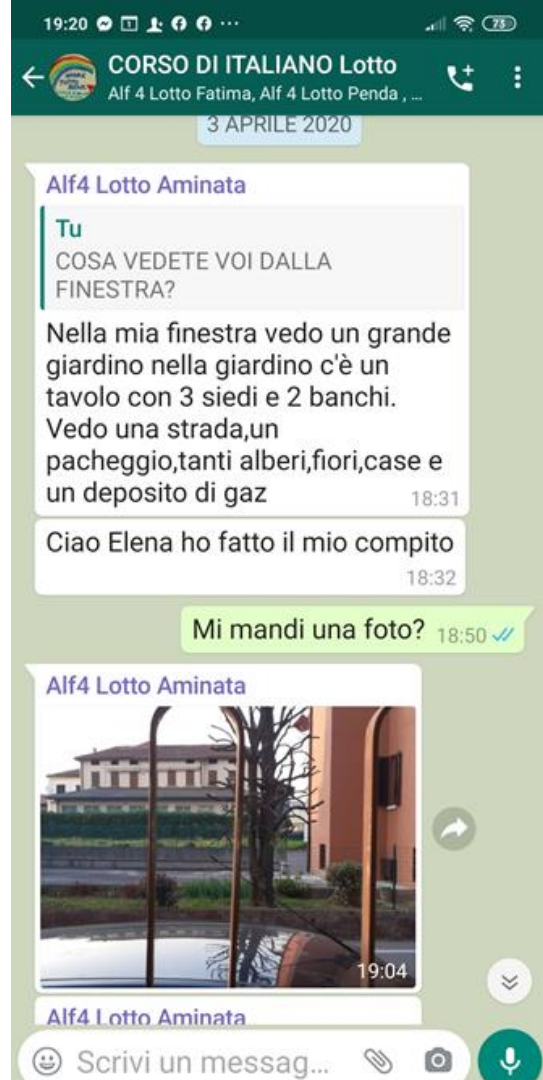 19:20
73
CORSO DI ITALIANO Lotto
Alf 4 Lotto Fatima, Alf 4 Lotto Penda , ...
3 APRILE 2020
Alf4 Lotto Aminata
Tu
COSA VEDETE VOI DALLA
FINESTRA?
Nella mia finestra vedo un grande
giardino nella giardino c'è un
tavolo con 3 siedi e 2 banchi.
Vedo una strada,un
pacheggio,tanti alberi,fiori,case e
un deposito di gaz
18:31
Ciao Elena ho fatto il mio compito
18:32
Mi mandi una foto? 18:50
Alf4 Lotto Aminata
19:04
Alf4 Lotto Aminata
Scrivi un messag...